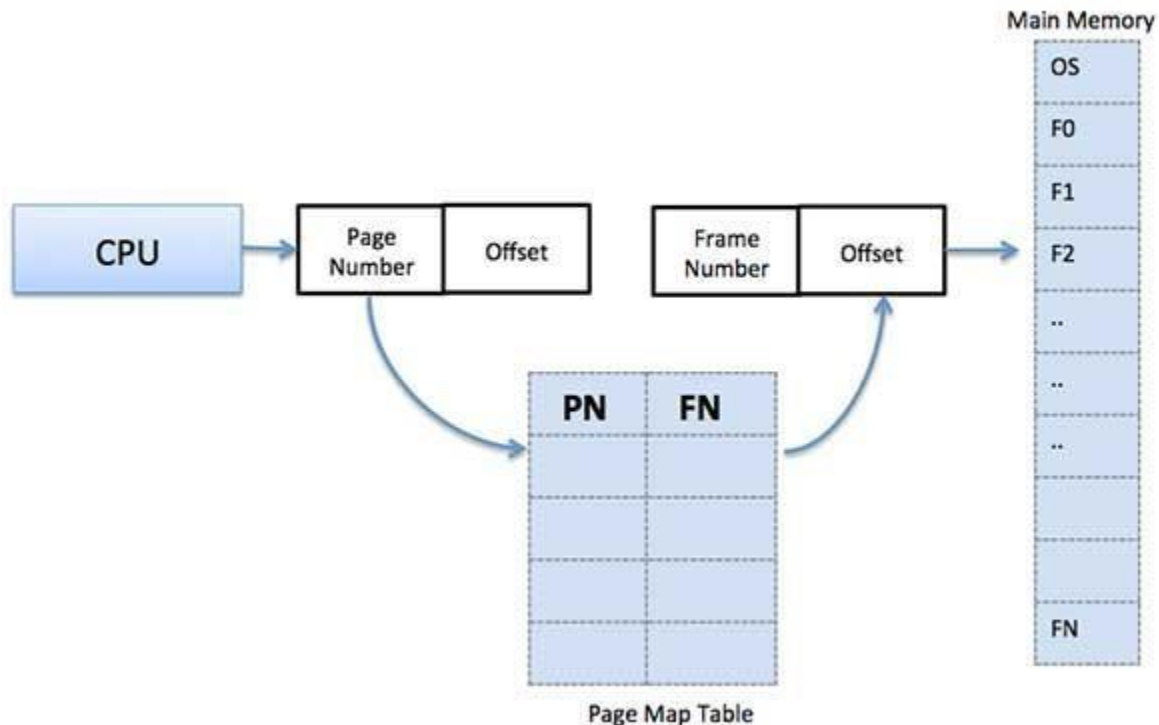 Main Memory
OS
F0
F1
CPU
Page
Number
Offset
Frame
Number
Offset
F2
..
..
..
PN
FN
FN
Page Map Table